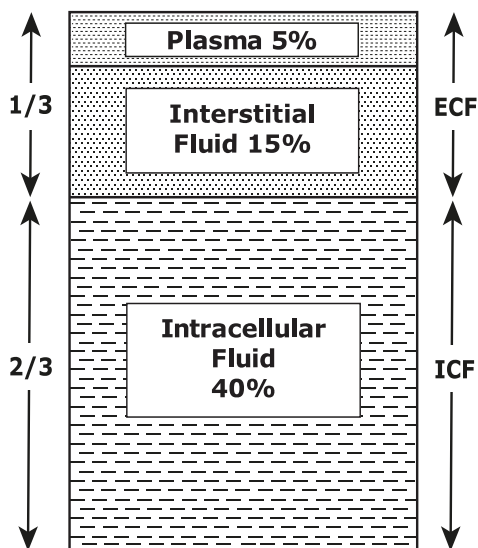 Plasma 5%
1/3
Interstitial
Fluid 15%
ECF
2/3
Intracellular
Fluid
40%
ICF